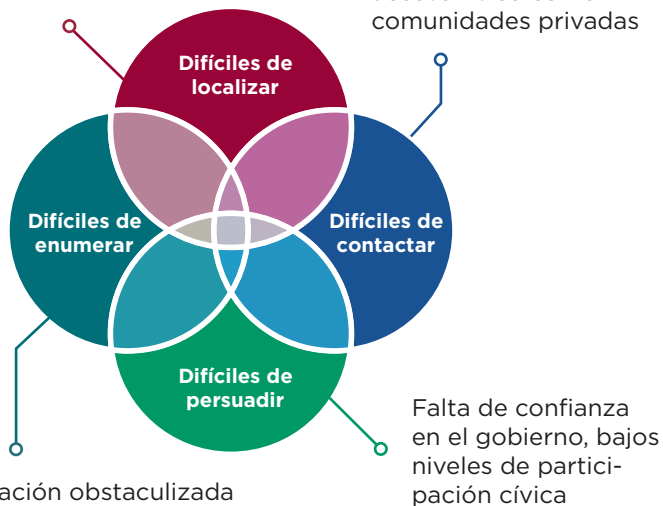 comunidades privadas
Difíciles de
localizar
Difíciles de
enumerar
Difíciles de
contactar
Difíciles de
persuadir
Falta de confianza
en el gobierno, bajos
niveles de partici-
pación cívica
ación obstaculizada